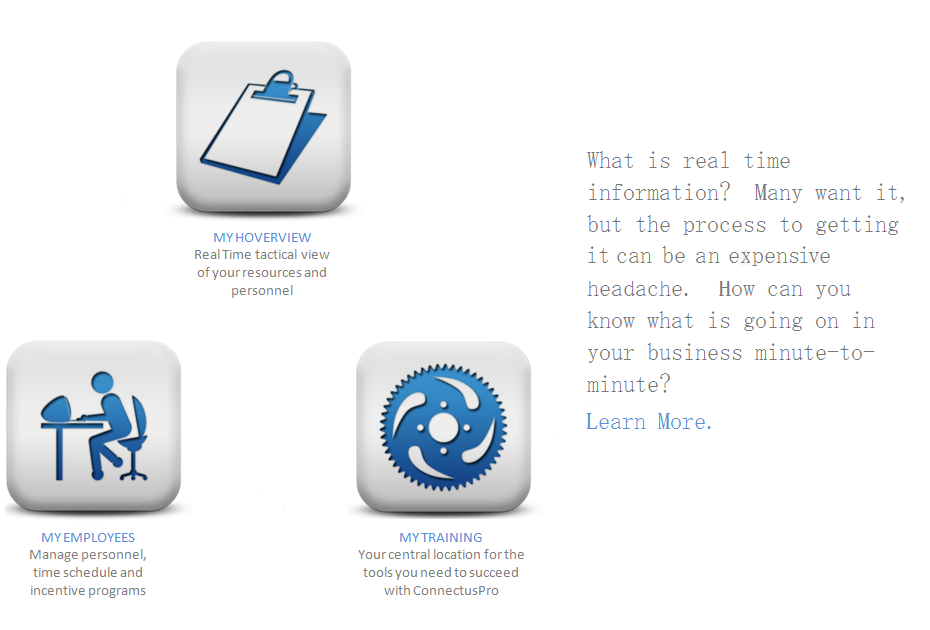 MY HOVERVIEW
Real Time tactical view
of your resources and
personnel
MY EMPLOYEES
Manage personnel,
time schedule and
incentive programs
MY TRAINING
Your central location for the
tools you need to succeed
with ConnectusPro
What is real time
information?  Many want it,
but the process to getting
it can be an expensive
headache.  How can you
know what is going on in
your business minute-to-
minute?
Learn More.